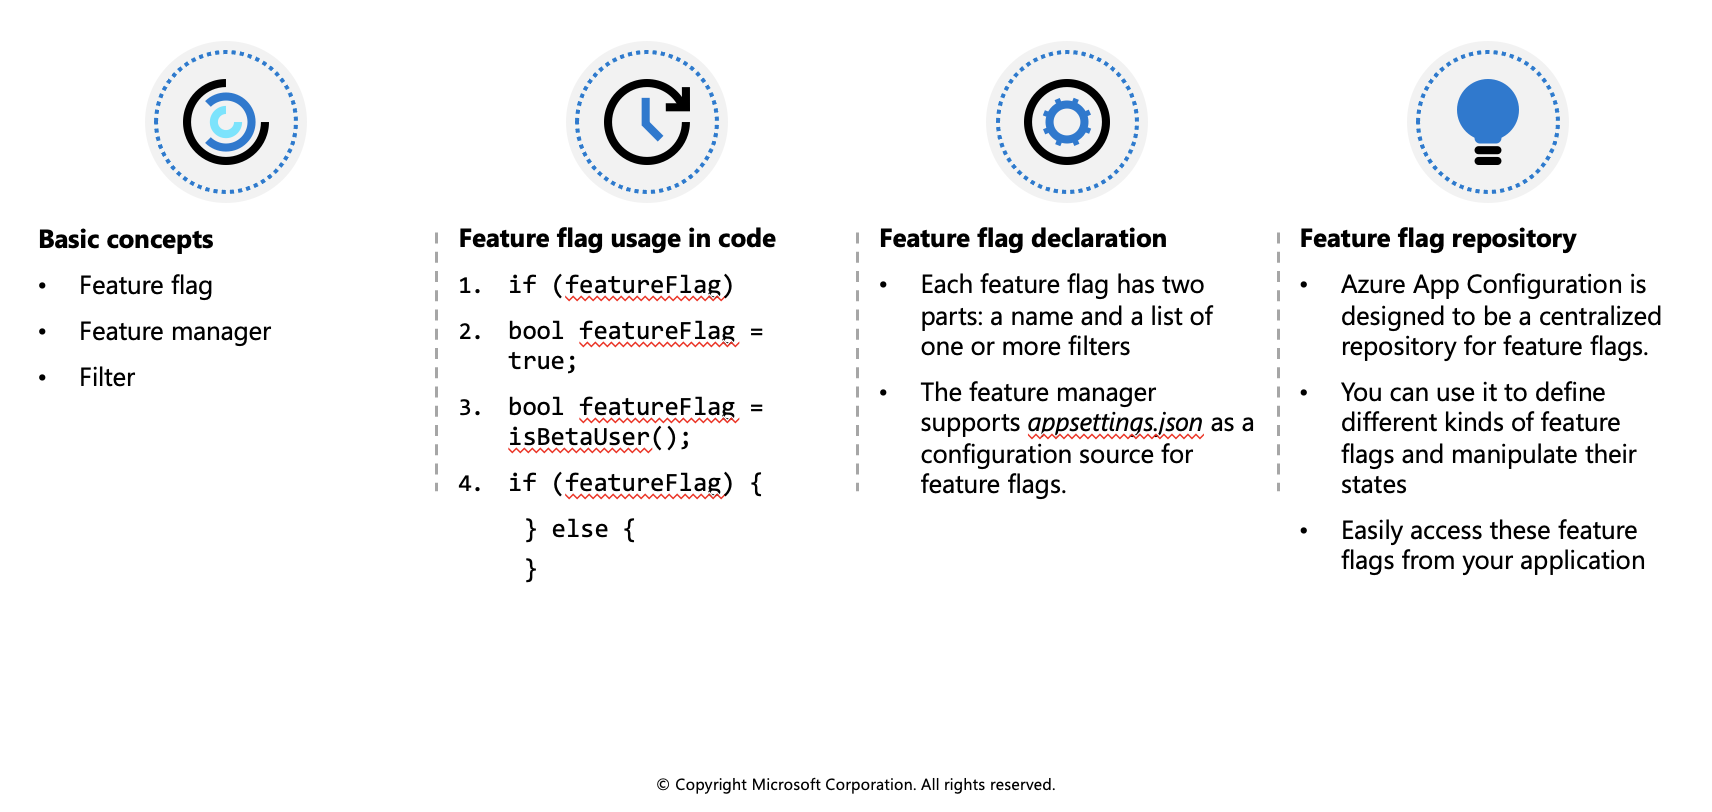 Basic concepts
• Feature flag
• Feature manager
• Filter
Feature flag usage in code
1. if (featureFlag)
2. bool featureFlag =
true;
3. bool featureFlag =
isBetaUser();
4. if (featureFlag) {
} else {
}
Feature flag declaration
• Each feature flag has two
parts: a name and a list of
one or more filters
• The feature manager
supports appsettings.json as a
configuration source for
feature flags.
Feature flag repository
• Azure App Configuration is
designed to be a centralized
repository for feature flags.
• You can use it to define
different kinds of feature
flags and manipulate their
states
• Easily access these feature
flags from your application
© Copyright Microsoft Corporation. All rights reserved.